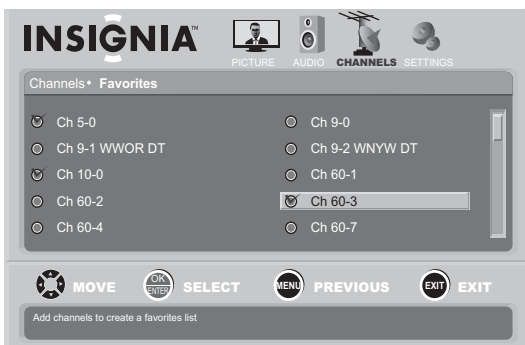 INSIGNIA™
PICTURE AUDIO CHANNELS SETTINGS
Channels• Favorites
Ch 5-0 Ch 9-0
Ch 9-1 WWOR DT Ch 9-2 WNYW DT
Ch 10-0 Ch 60-1
Ch 60-2 Ch 60-3
Ch 60-4 Ch 60-7
MOVE OK ENTER SELECT MENU PREVIOUS EXIT EXIT
Add channels to create a favorites list